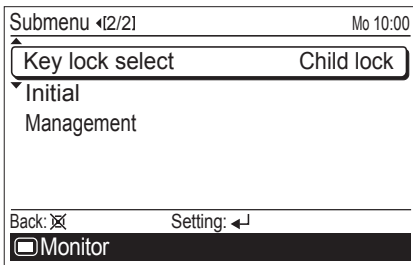 Submenu [2/2] Mo 10:00
Key lock select Child lock
Initial
Management
Back: Setting:
Monitor